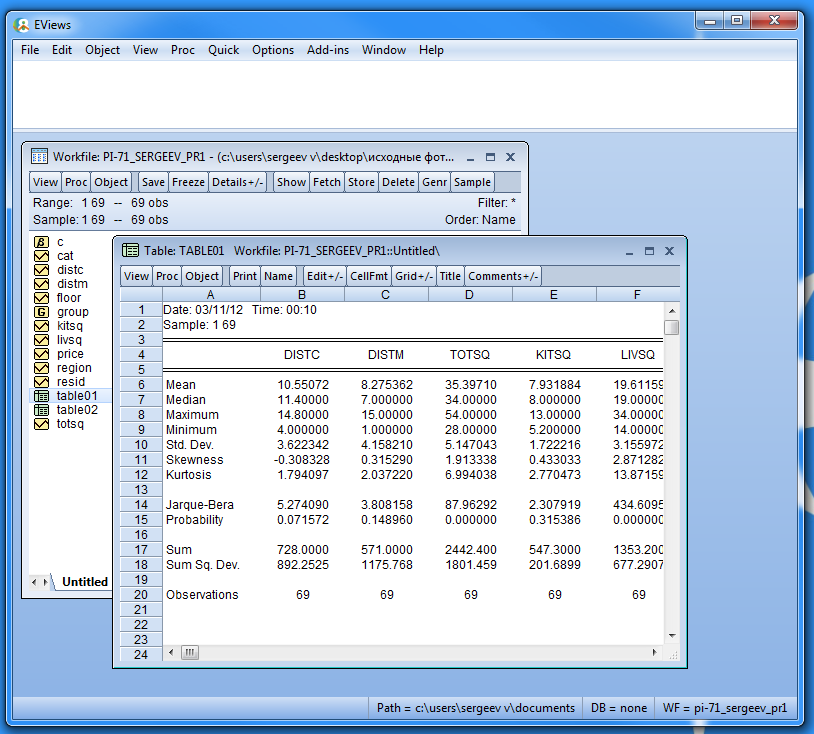 EViews
File Edit Object View Proc Quick Options Add-ins Window Help
Workfile: PI-71_SERGEEV_PR1 - (c:\users\sergeev v\desktop\исходные фот...
View Proc Object Save Freeze Details+/- Show Fetch Store Delete Genr Sample
Range: 1 69 -- 69 obs Filter: *
Sample: 1 69 -- 69 obs Order: Name
β c
cat
distc
distm
floor
G group
kitsq
livsq
price
region
resid
table01
table02
totsq
Untitled
Table: TABLE01 Workfile: PI-71_SERGEEV_PR1::Untitled\
View Proc Object Print Name Edit+/- CellFmt Grid+/- Title Comments+/-
A B C D E F
1 Date: 03/11/12 Time: 00:10
2 Sample: 1 69
3
4 DISTC DISTM TOTSQ KITSQ LIVSQ
5
6 Mean 10.55072 8.275362 35.39710 7.931884 19.61159
7 Median 11.40000 7.000000 34.00000 8.000000 19.00000
8 Maximum 14.80000 15.00000 54.00000 13.00000 34.00000
9 Minimum 4.000000 1.000000 28.00000 5.200000 14.00000
10 Std. Dev. 3.622342 4.158210 5.147043 1.722216 3.155972
11 Skewness -0.308328 0.315290 1.913338 0.433033 2.871282
12 Kurtosis 1.794097 2.037220 6.994038 2.770473 13.87159
13
14 Jarque-Bera 5.274090 3.808158 87.96292 2.307919 434.6095
15 Probability 0.071572 0.148960 0.000000 0.315386 0.000000
16
17 Sum 728.0000 571.0000 2442.400 547.3000 1353.200
18 Sum Sq. Dev. 892.2525 1175.768 1801.459 201.6899 677.2907
19
20 Observations 69 69 69 69 69
21
22
23
24
Path = c:\users\sergeev v\documents DB = none WF = pi-71_sergeev_pr1